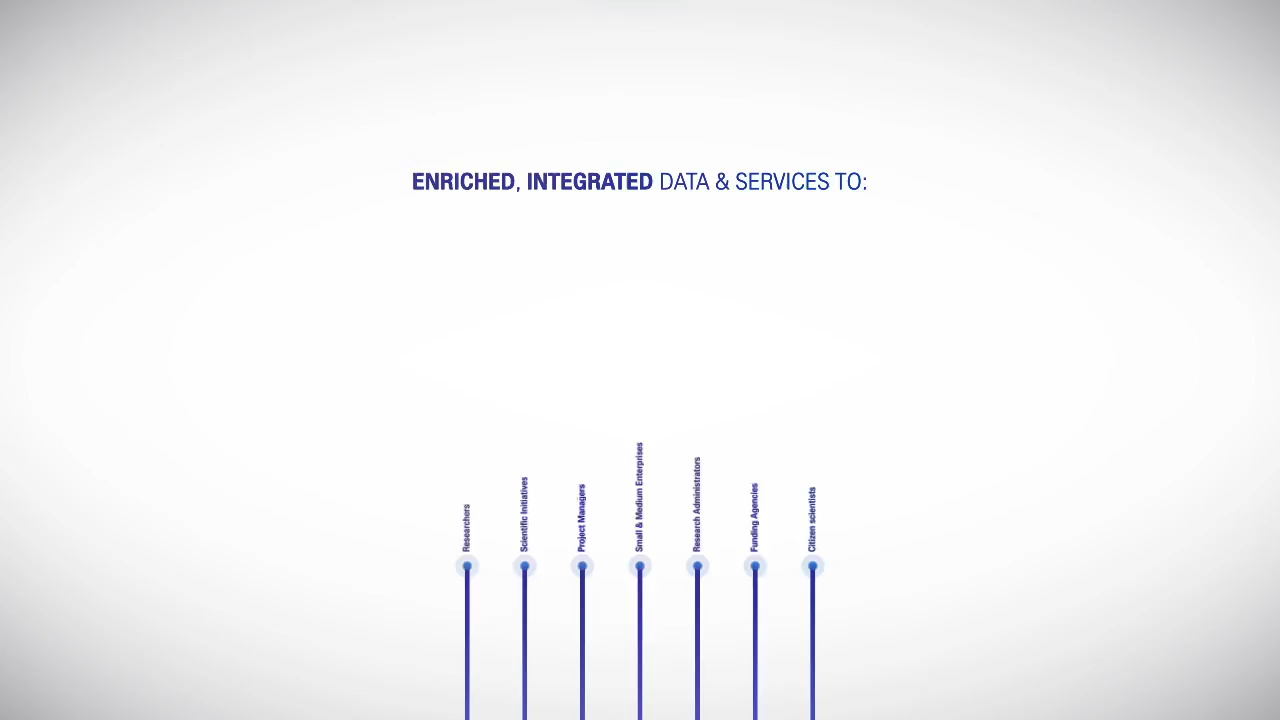 ENRICHED, INTEGRATED DATA & SERVICES TO:
Researchers
Scientific Initiatives
Project Managers
Small & Medium Enterprises
Research Administrators
Funding Agencies
Citizen scientists